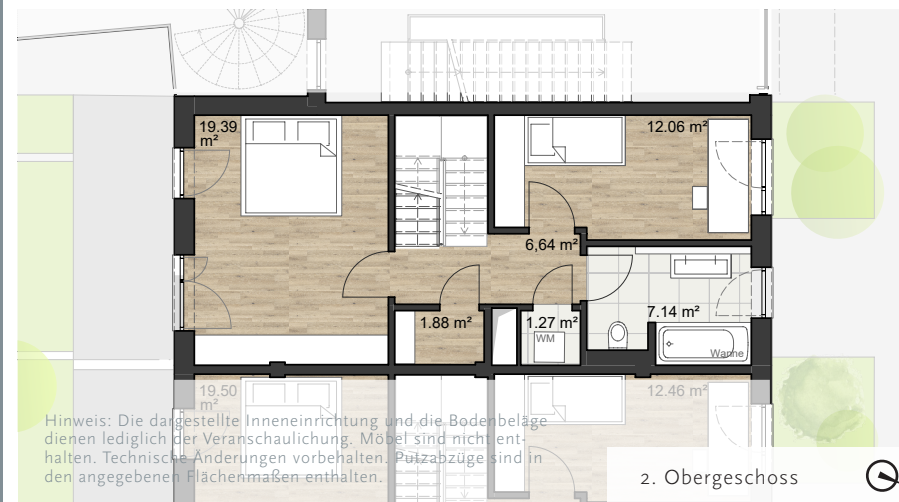 19.39
m²
12.06 m²
6,64 m²
1.88 m²
1.27 m²
WM
7.14 m²
Wanne
19.50
m²
12.46 m²
Hinweis: Die dargestellte Inneneinrichtung und die Bodenbeläge
dienen lediglich der Veranschaulichung. Möbel sind nicht ent-
halten. Technische Änderungen vorbehalten. Putzabzüge sind in
den angegebenen Flächenmaßen enthalten.
2. Obergeschoss